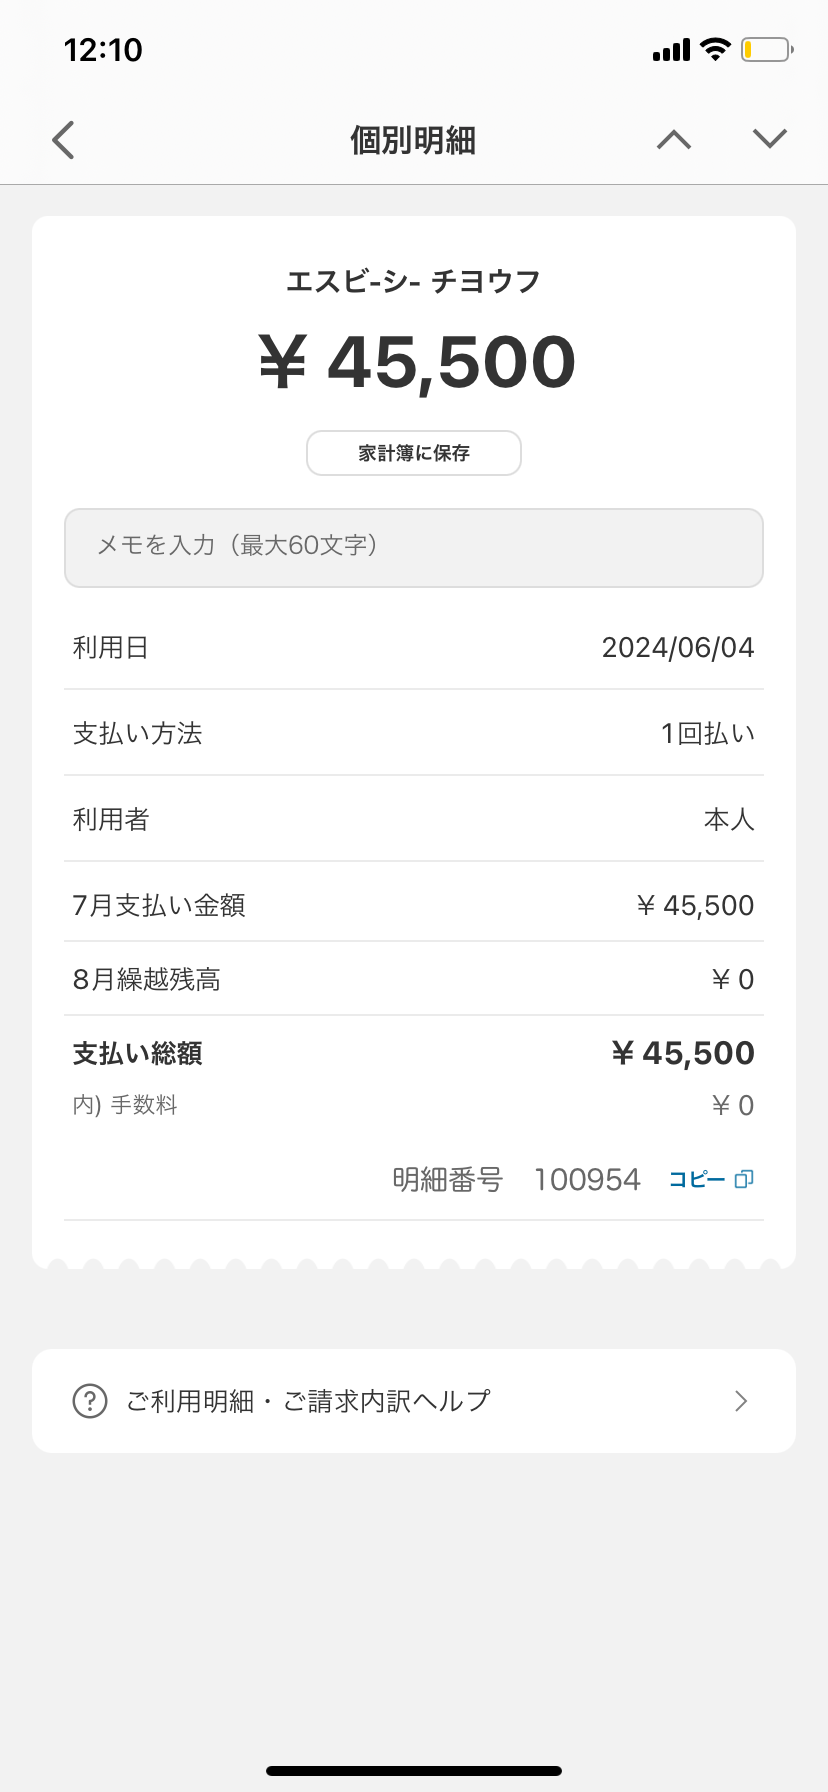 12:10
個別明細
エスビ-シ- チヨウフ
¥ 45,500
家計簿に保存
メモを入力（最大60文字）
利用日 2024/06/04
支払い方法 1回払い
利用者 本人
7月支払い金額 ¥ 45,500
8月繰越残高 ¥ 0
支払い総額 ¥ 45,500
内) 手数料 ¥ 0
明細番号 100954 コピー
ご利用明細・ご請求内訳ヘルプ